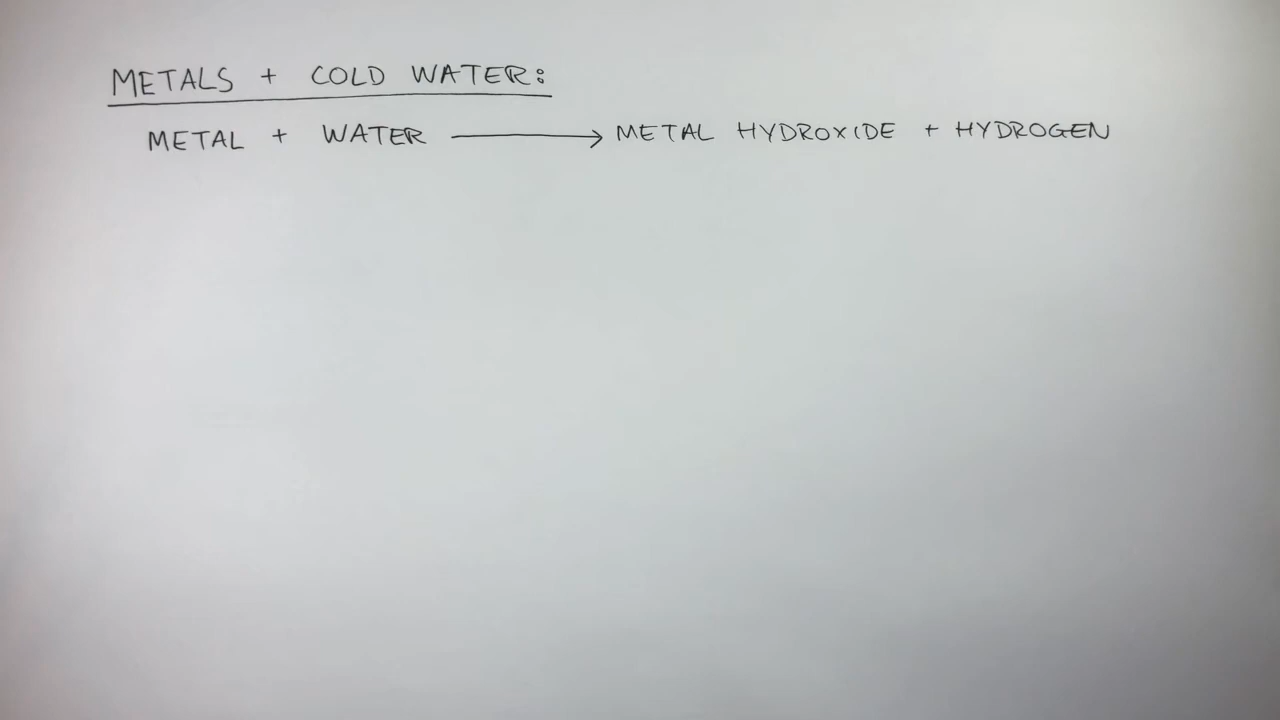 METALS + COLD WATER:
METAL + WATER ⟶ METAL HYDROXIDE + HYDROGEN